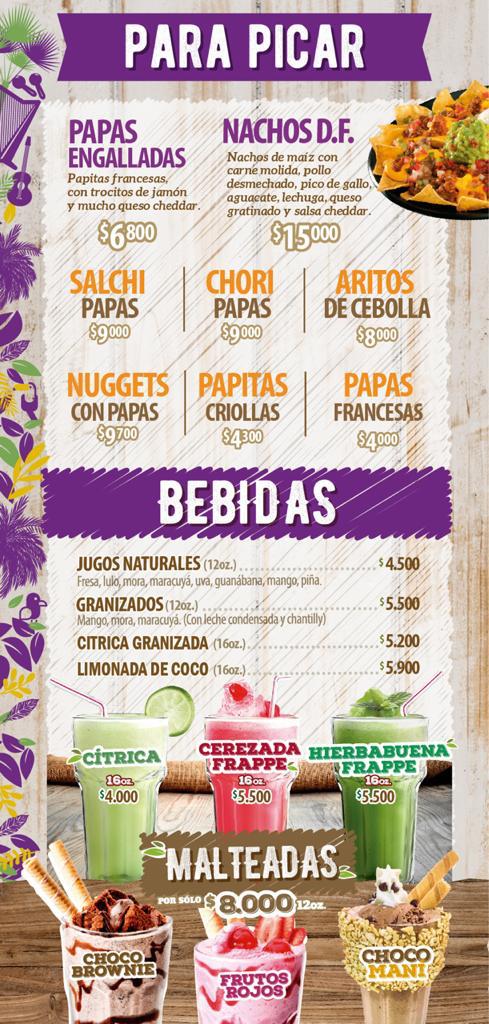 PARA PICAR
PAPAS
ENGALLADAS
Papitas francesas,
con trocitos de jamón
y mucho queso cheddar.
$6800
NACHOS D.F.
Nachos de maíz con
carne molida, pollo
desmechado, pico de gallo,
aguacate, lechuga, queso
gratinado y salsa cheddar.
$15000
SALCHI
PAPAS
$9000
CHORI
PAPAS
$9000
ARITOS
DE CEBOLLA
$8000
NUGGETS
CON PAPAS
$9700
PAPITAS
CRIOLLAS
$4300
PAPAS
FRANCESAS
$4000
BEBIDAS
JUGOS NATURALES (12oz.) $4.500
Fresa, lulo, mora, maracuyá, uva, guanábana, mango, piña.
GRANIZADOS (12oz.) $5.500
Mango, mora, maracuyá. (Con leche condensada y chantilly)
CITRICA GRANIZADA (16oz.) $5.200
LIMONADA DE COCO (16oz.) $5.900
CÍTRICA
16oz.
$4.000
CEREZADA
FRAPPE
16oz.
$5.500
HIERBABUENA
FRAPPE
16oz.
$5.500
MALTEADAS
POR SÓLO $8.000 12oz.
CHOCO
BROWNIE
FRUTOS
ROJOS
CHOCO
MANI